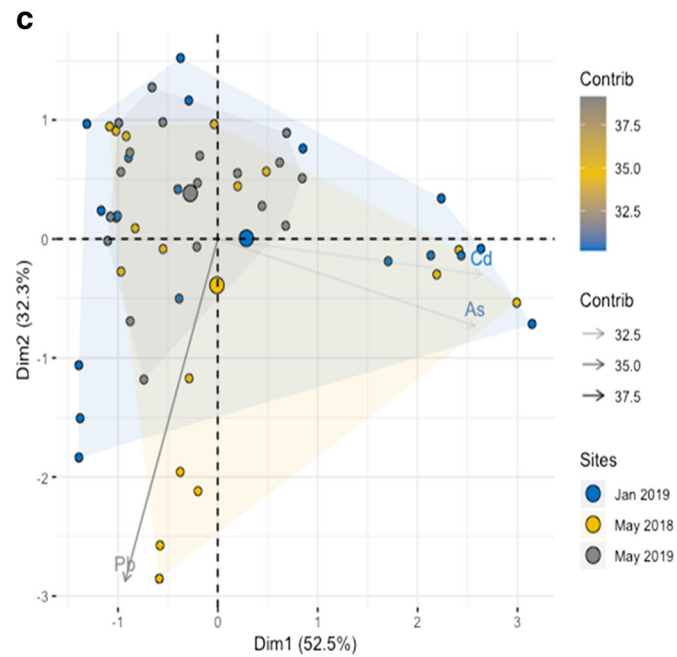 c
Dim2 (32.3%)
1
0
-1
-2
-3
Cd
As
Pb
-1 0 1 2 3
Dim1 (52.5%)
Contrib
37.5
35.0
32.5
Contrib
32.5
35.0
37.5
Sites
Jan 2019
May 2018
May 2019